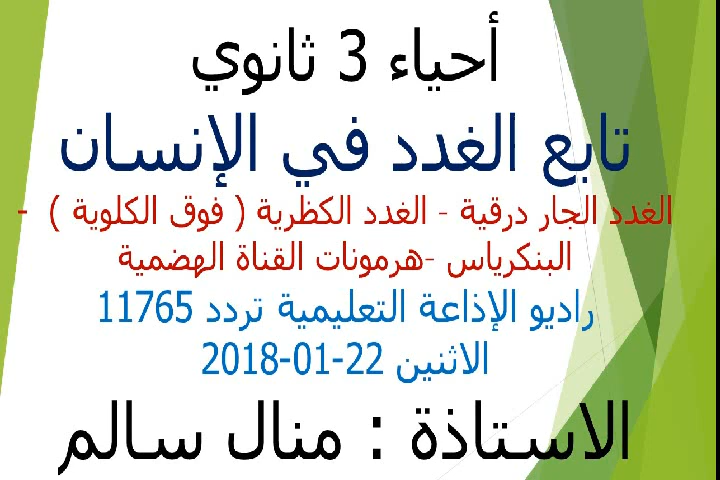 أحياء 3 ثانوي
تابع الغدد في الإنسان
الغدد الجار درقية - الغدد الكظرية ( فوق الكلوية ) -
البنكرياس -هرمونات القناة الهضمية
راديو الإذاعة التعليمية تردد 11765
الاثنين 22-01-2018
الاستاذة : منال سالم